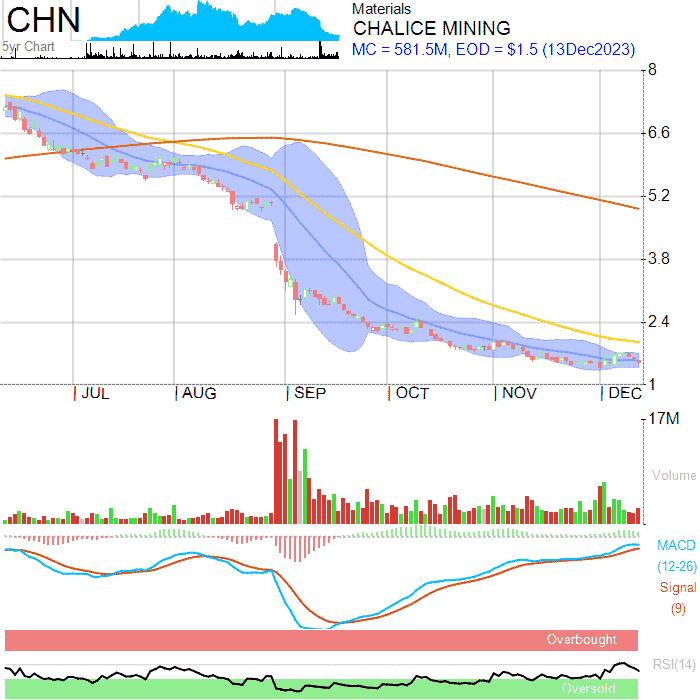 CHN
5yr Chart
Materials
CHALICE MINING
MC = 581.5M, EOD = $1.5 (13Dec2023)
8
6.6
5.2
3.8
2.4
1
JUL AUG SEP OCT NOV DEC
17M
Volume
MACD
(12-26)
Signal
(9)
Overbought
RSI(14)
Oversold